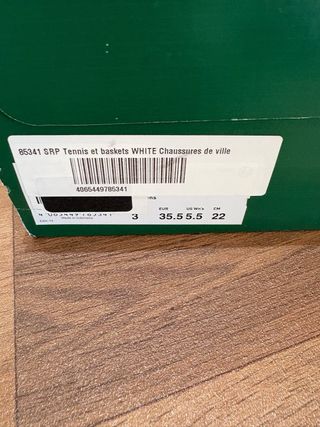 85341 SRP Tennis et baskets WHITE Chaussures de ville
4065449785341
EUR US Wn's CM
3 35.5 5.5 22